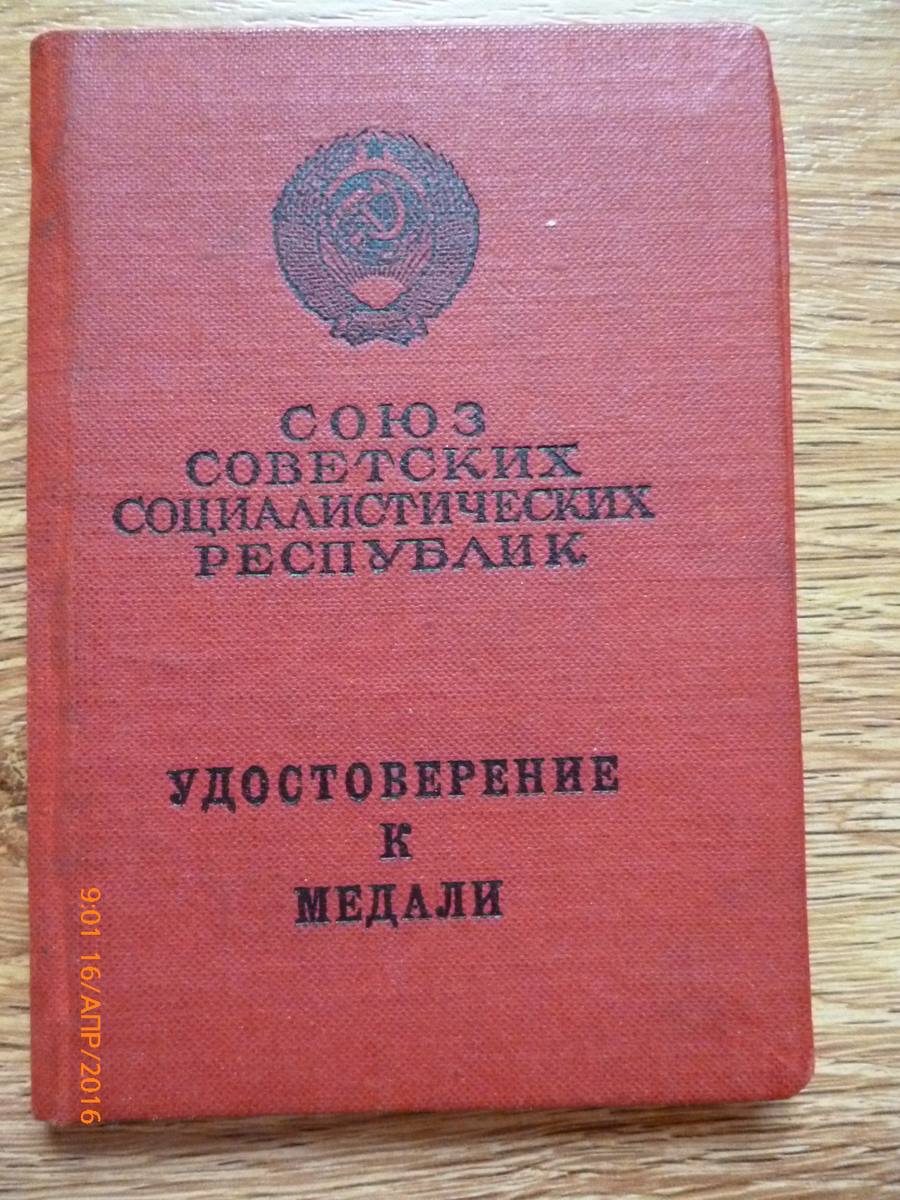 СОЮЗ
СОВЕТСКИХ
СОЦИАЛИСТИЧЕСКИХ
РЕСПУБЛИК
УДОСТОВЕРЕНИЕ
К
МЕДАЛИ
9:01 16/АПР/2016